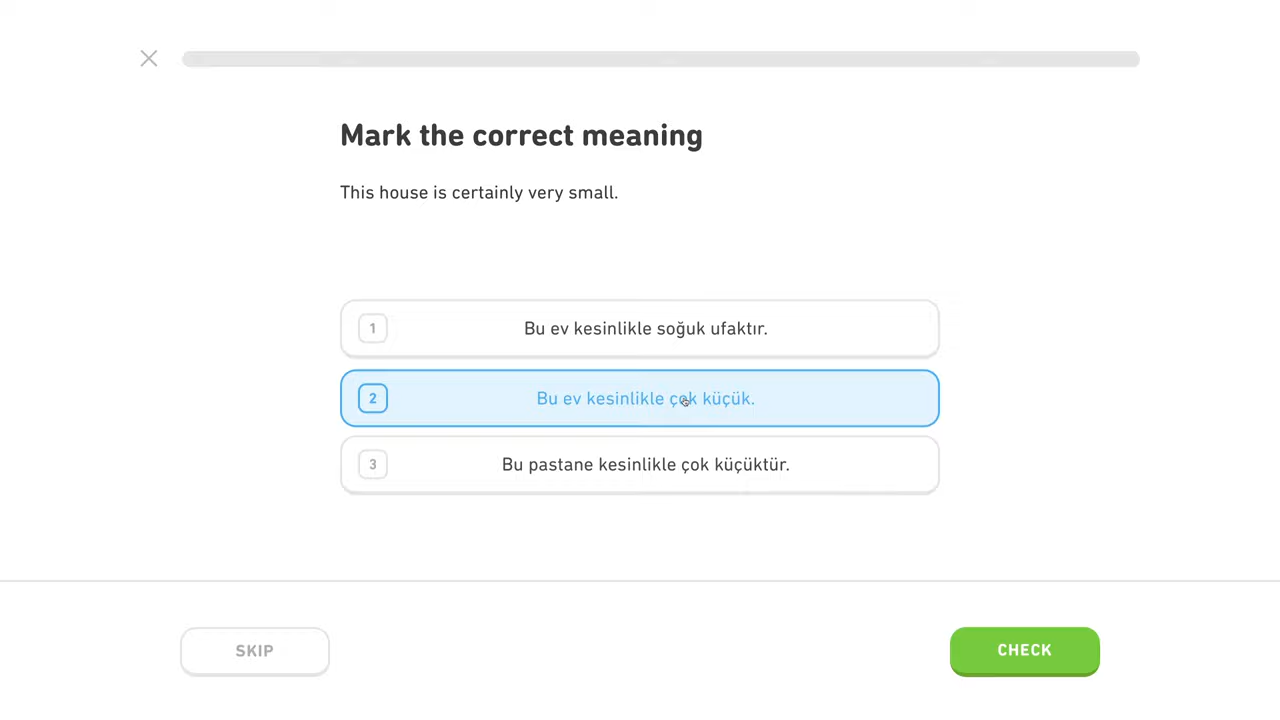 Mark the correct meaning
This house is certainly very small.
1 Bu ev kesinlikle soğuk ufaktır.
2 Bu ev kesinlikle çok küçük.
3 Bu pastane kesinlikle çok küçüktür.
SKIP
CHECK